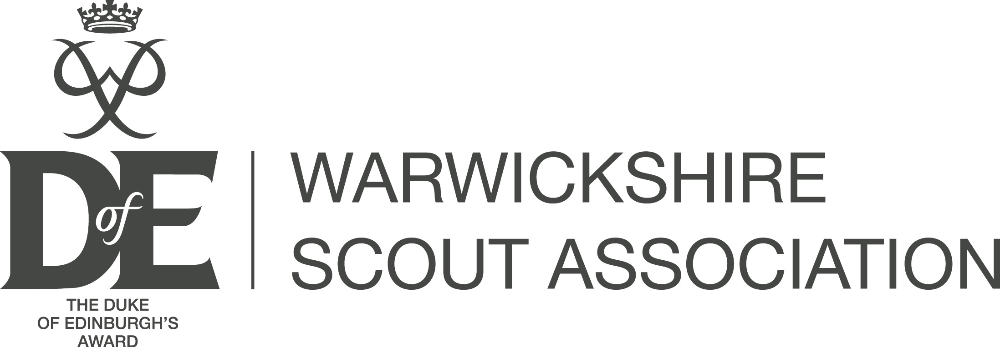 DofE
THE DUKE
OF EDINBURGH'S
AWARD
WARWICKSHIRE
SCOUT ASSOCIATION